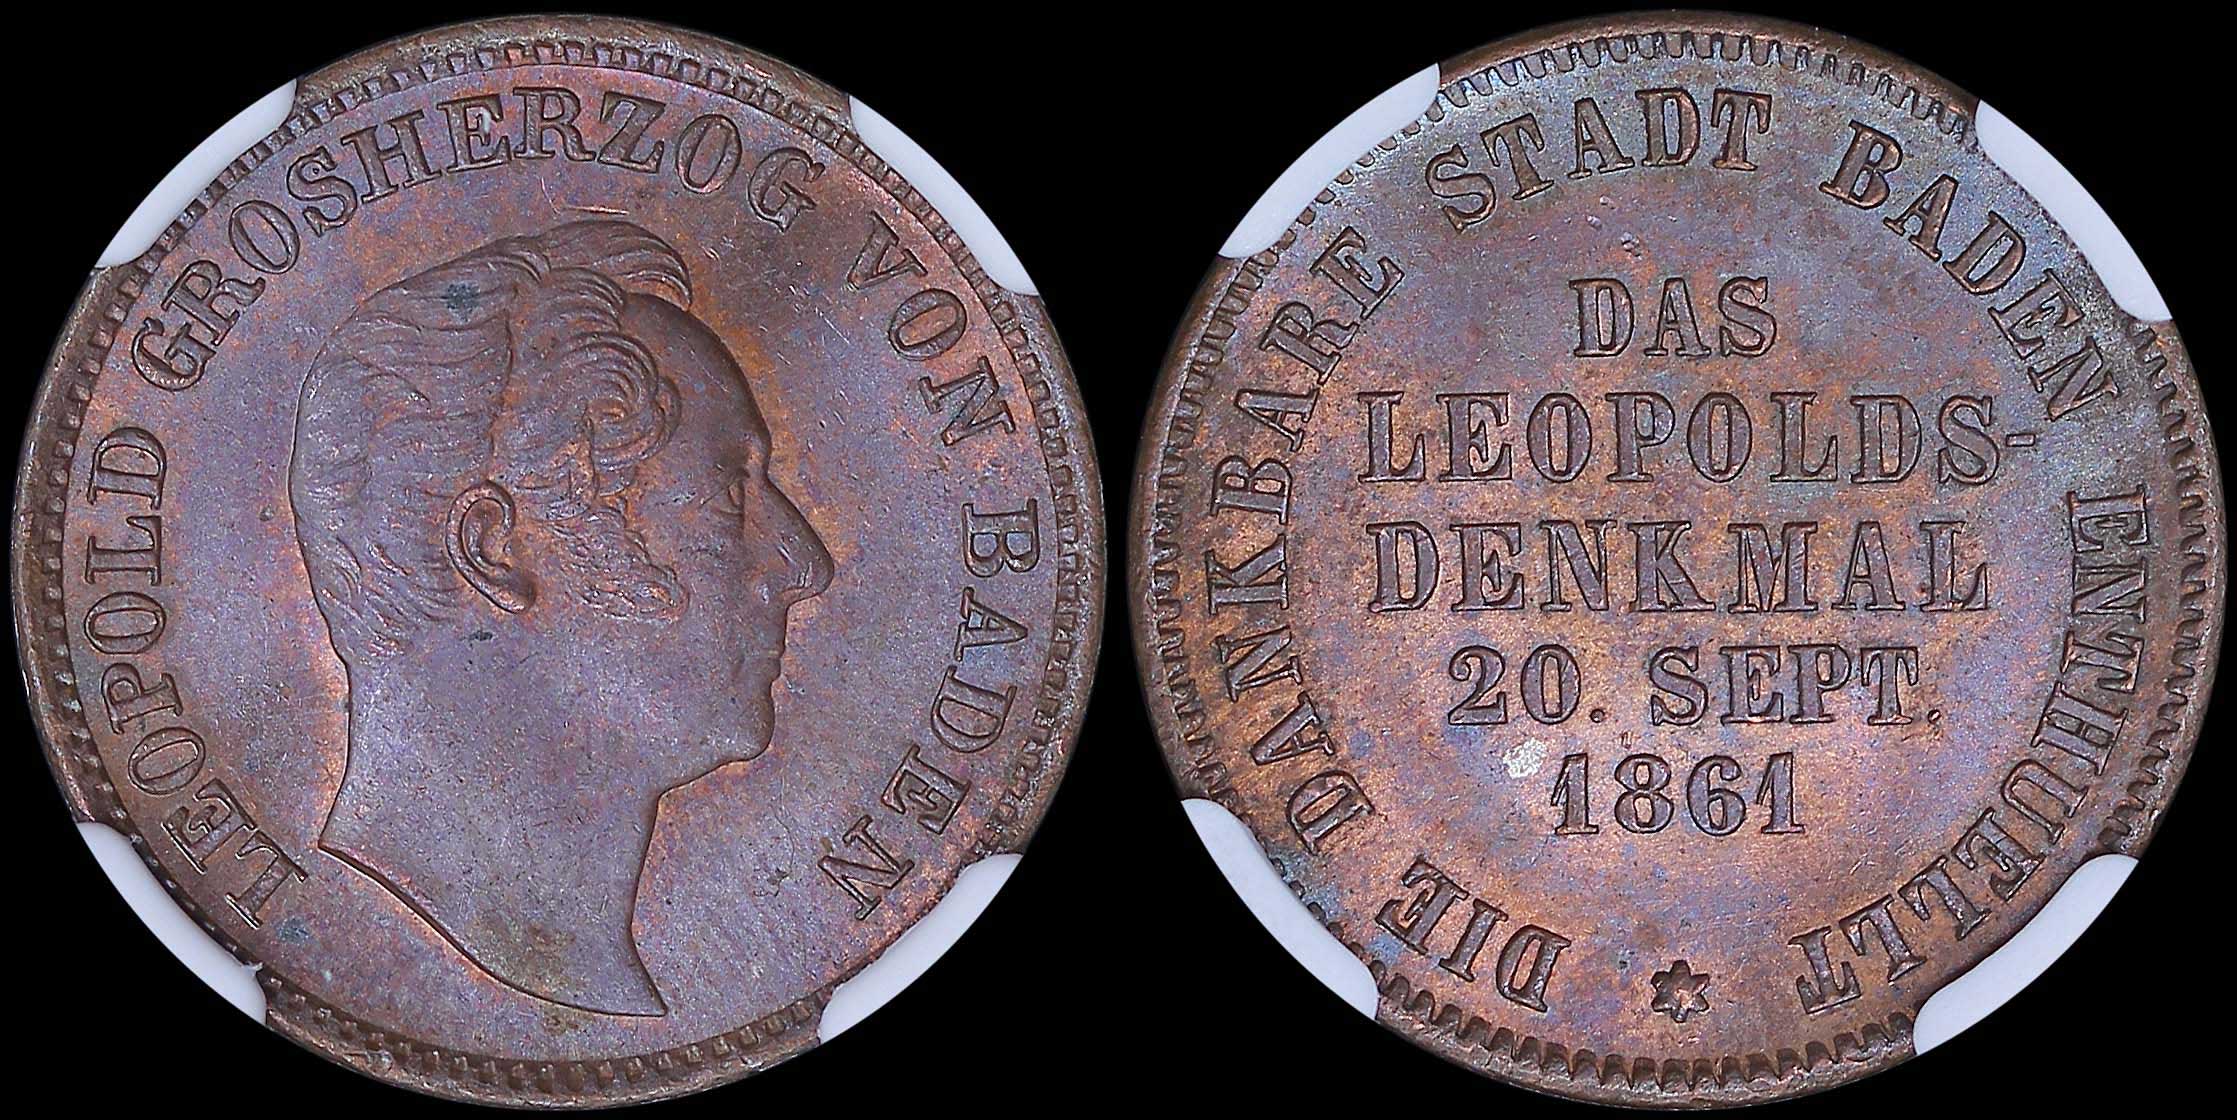 LEOPOLD GROSHERZOG VON BADEN
DIE DANKBARE STADT BADEN ENTHUELLT
DAS
LEOPOLDS-
DENKMAL
20. SEPT.
1861